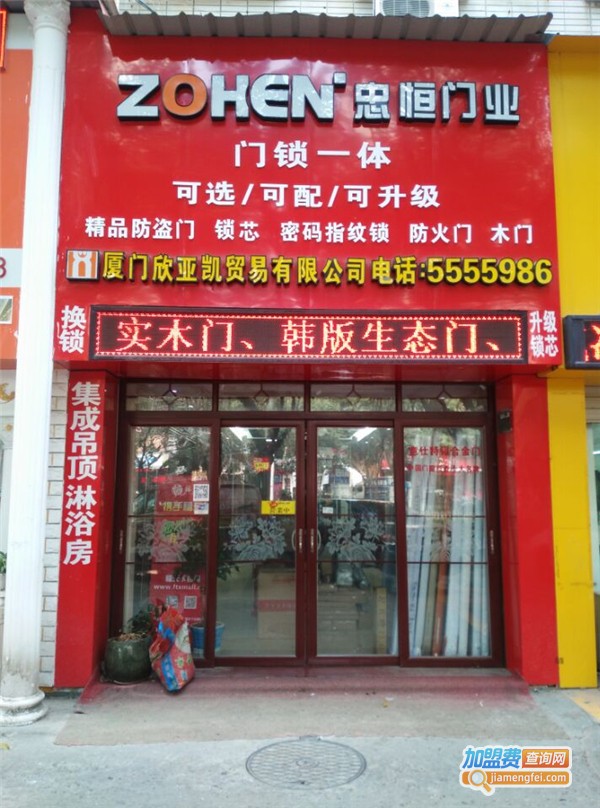 ZOHEN 忠恒门业
门锁一体
可选/可配/可升级
精品防盗门 锁芯 密码指纹锁 防火门 木门
厦门欣亚凯贸易有限公司电话:5555986
换锁
实木门、韩版生态门、
升级锁芯
集成吊顶淋浴房
加盟费查询网
jiamengfei.com